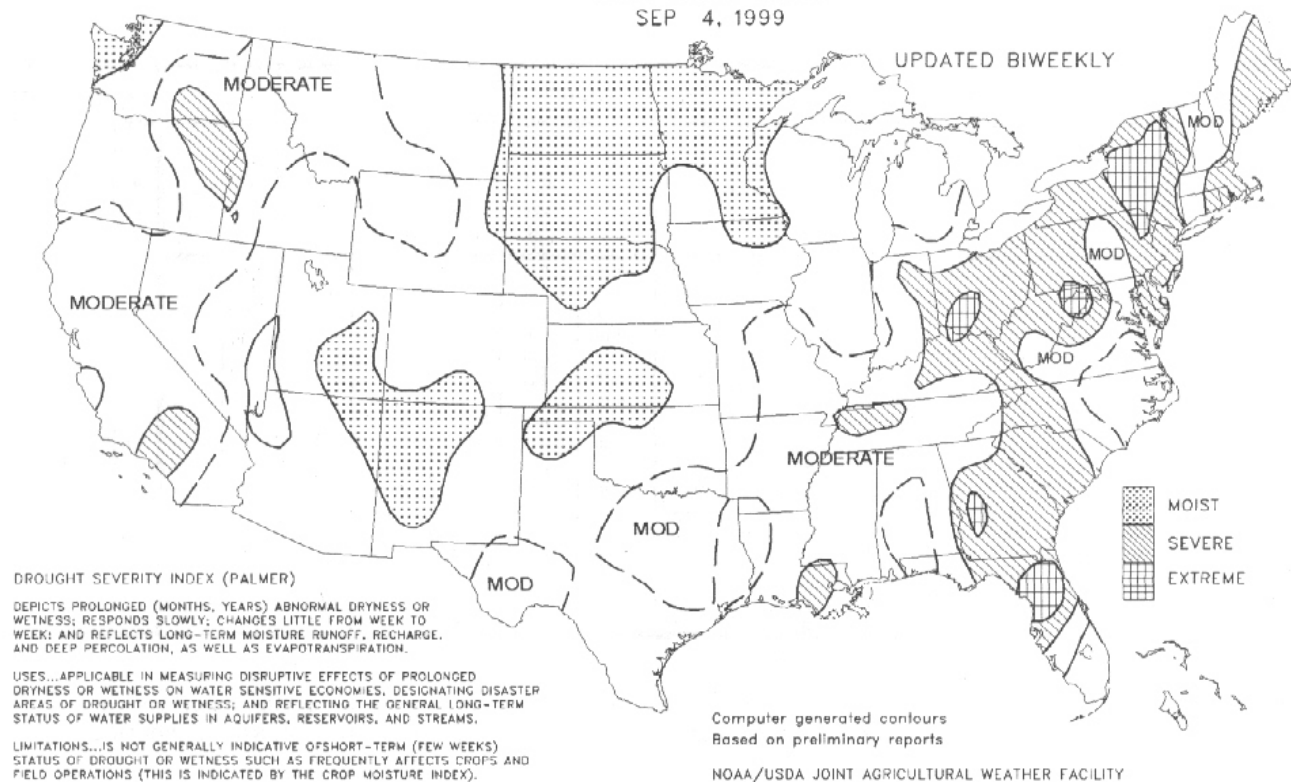 SEP 4, 1999
UPDATED BIWEEKLY
MODERATE
MOD
MOD
MODERATE
MOD
MODERATE
MOD
MOD
MOIST
SEVERE
EXTREME
DROUGHT SEVERITY INDEX (PALMER)
DEPICTS PROLONGED (MONTHS, YEARS) ABNORMAL DRYNESS OR
WETNESS; RESPONDS SLOWLY; CHANGES LITTLE FROM WEEK TO
WEEK; AND REFLECTS LONG-TERM MOISTURE RUNOFF, RECHARGE,
AND DEEP PERCOLATION, AS WELL AS EVAPOTRANSPIRATION.
USES...APPLICABLE IN MEASURING DISRUPTIVE EFFECTS OF PROLONGED
DRYNESS OR WETNESS ON WATER SENSITIVE ECONOMIES, DESIGNATING DISASTER
AREAS OF DROUGHT OR WETNESS; AND REFLECTING THE GENERAL LONG-TERM
STATUS OF WATER SUPPLIES IN AQUIFERS, RESERVOIRS, AND STREAMS.
LIMITATIONS...IS NOT GENERALLY INDICATIVE OFSHORT-TERM (FEW WEEKS)
STATUS OF DROUGHT OR WETNESS SUCH AS FREQUENTLY AFFECTS CROPS AND
FIELD OPERATIONS (THIS IS INDICATED BY THE CROP MOISTURE INDEX).
Computer generated contours
Based on preliminary reports
NOAA/USDA JOINT AGRICULTURAL WEATHER FACILITY